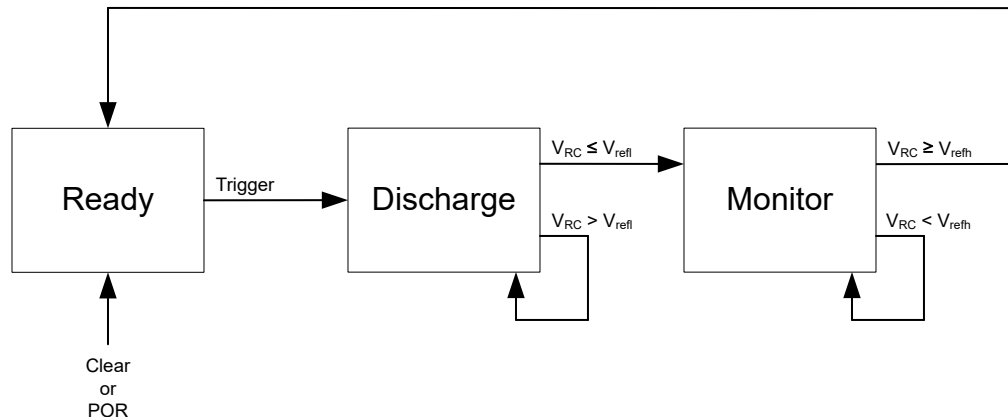 Ready
Trigger
Discharge
V_RC ≤ V_refl
V_RC > V_refl
Monitor
V_RC ≥ V_refh
V_RC < V_refh
Clear
or
POR